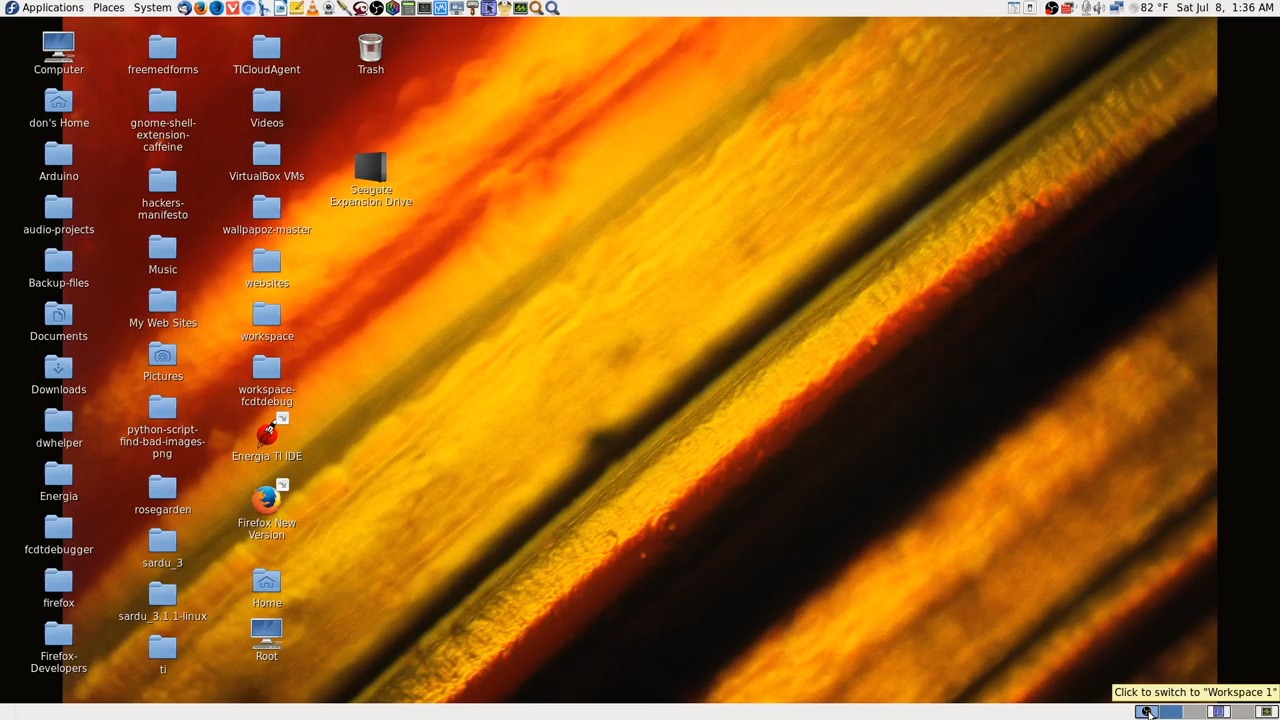 Applications Places System
82 °F Sat Jul 8, 1:36 AM
Computer
don's Home
Arduino
audio-projects
Backup-files
Documents
Downloads
dwhelper
Energia
fcdtdebugger
firefox
Firefox-
Developers
freemedforms
gnome-shell-
extension-
caffeine
hackers-
manifesto
Music
My Web Sites
Pictures
python-script-
find-bad-images-
png
rosegarden
sardu_3
sardu_3.1.1-linux
ti
TICloudAgent
Videos
VirtualBox VMs
wallpapoz-master
websites
workspace
workspace-
fcdtdebug
Energia TI IDE
Firefox New
Version
Home
Root
Trash
Seagate
Expansion Drive
Click to switch to "Workspace 1"